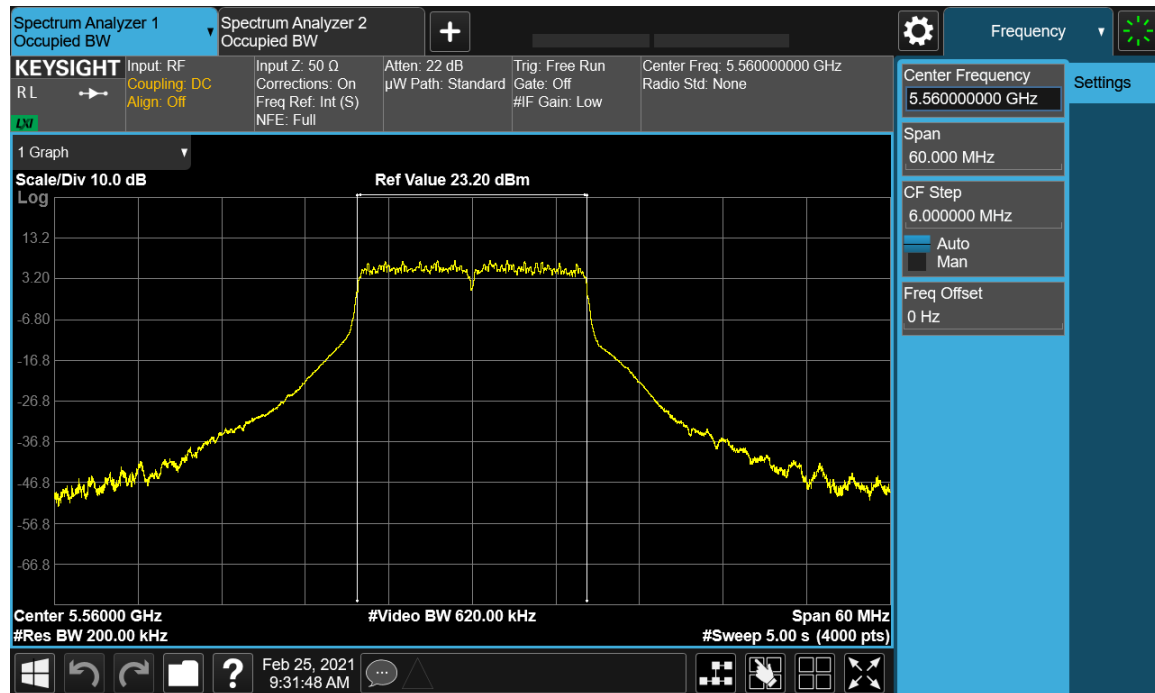 Spectrum Analyzer 1
Occupied BW
Spectrum Analyzer 2
Occupied BW
+
Frequency
KEYSIGHT
R L
LXI
Input: RF
Coupling: DC
Align: Off
Input Z: 50 Ω
Corrections: On
Freq Ref: Int (S)
NFE: Full
Atten: 22 dB
µW Path: Standard
Trig: Free Run
Gate: Off
#IF Gain: Low
Center Freq: 5.560000000 GHz
Radio Std: None
Center Frequency
5.560000000 GHz
Settings
Span
60.000 MHz
CF Step
6.000000 MHz
Auto
Man
Freq Offset
0 Hz
1 Graph
Scale/Div 10.0 dB
Ref Value 23.20 dBm
Log
13.2
3.20
-6.80
-16.8
-26.8
-36.8
-46.8
-56.8
-66.8
Center 5.56000 GHz
#Video BW 620.00 kHz
Span 60 MHz
#Res BW 200.00 kHz
#Sweep 5.00 s (4000 pts)
?
Feb 25, 2021
9:31:48 AM